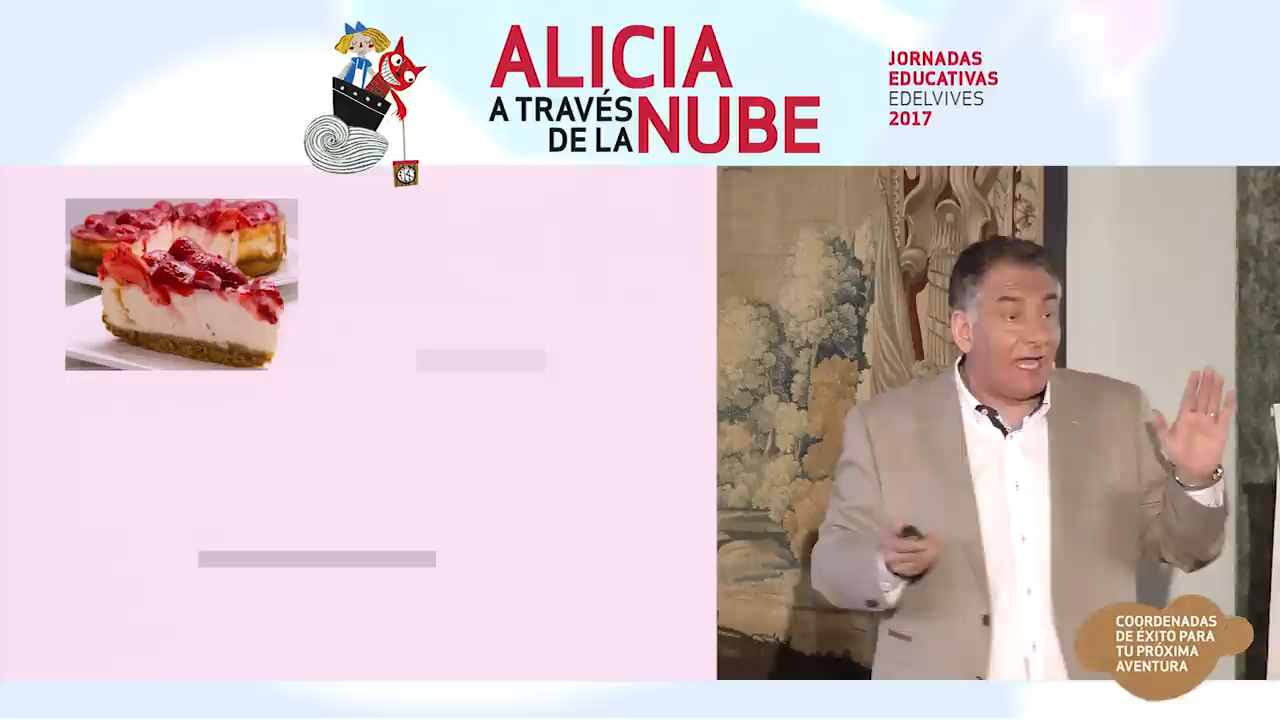 ALICIA
A TRAVÉS
DE LA NUBE
JORNADAS
EDUCATIVAS
EDELVIVES
2017
COORDENADAS
DE ÉXITO PARA
TU PRÓXIMA
AVENTURA